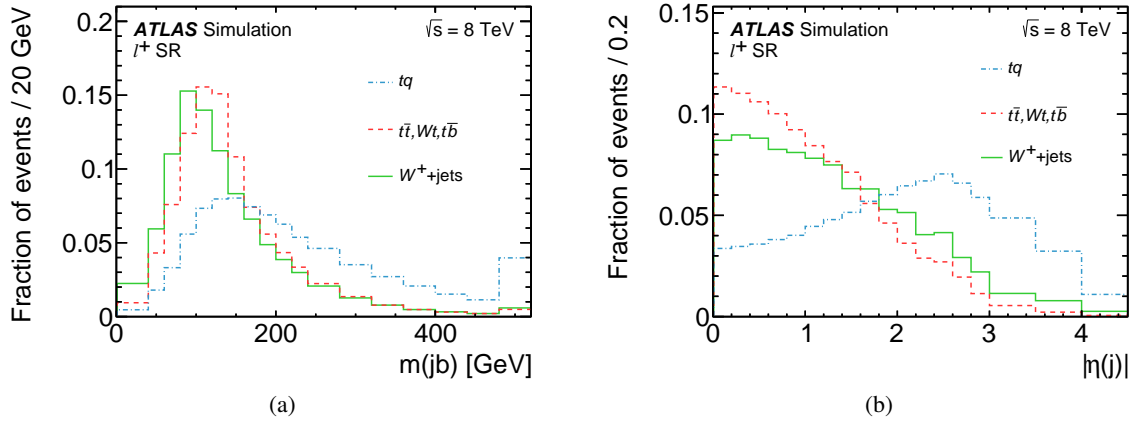 Fraction of events / 20 GeV
0.2
0.15
0.1
0.05
0
ATLAS Simulation
l⁺ SR
√s = 8 TeV
tq
tt̄,Wt,tb̄
W⁺+jets
0 200 400
m(jb) [GeV]
(a)
Fraction of events / 0.2
0.15
0.1
0.05
0
ATLAS Simulation
l⁺ SR
√s = 8 TeV
tq
tt̄,Wt,tb̄
W⁺+jets
0 1 2 3 4
|η(j)|
(b)